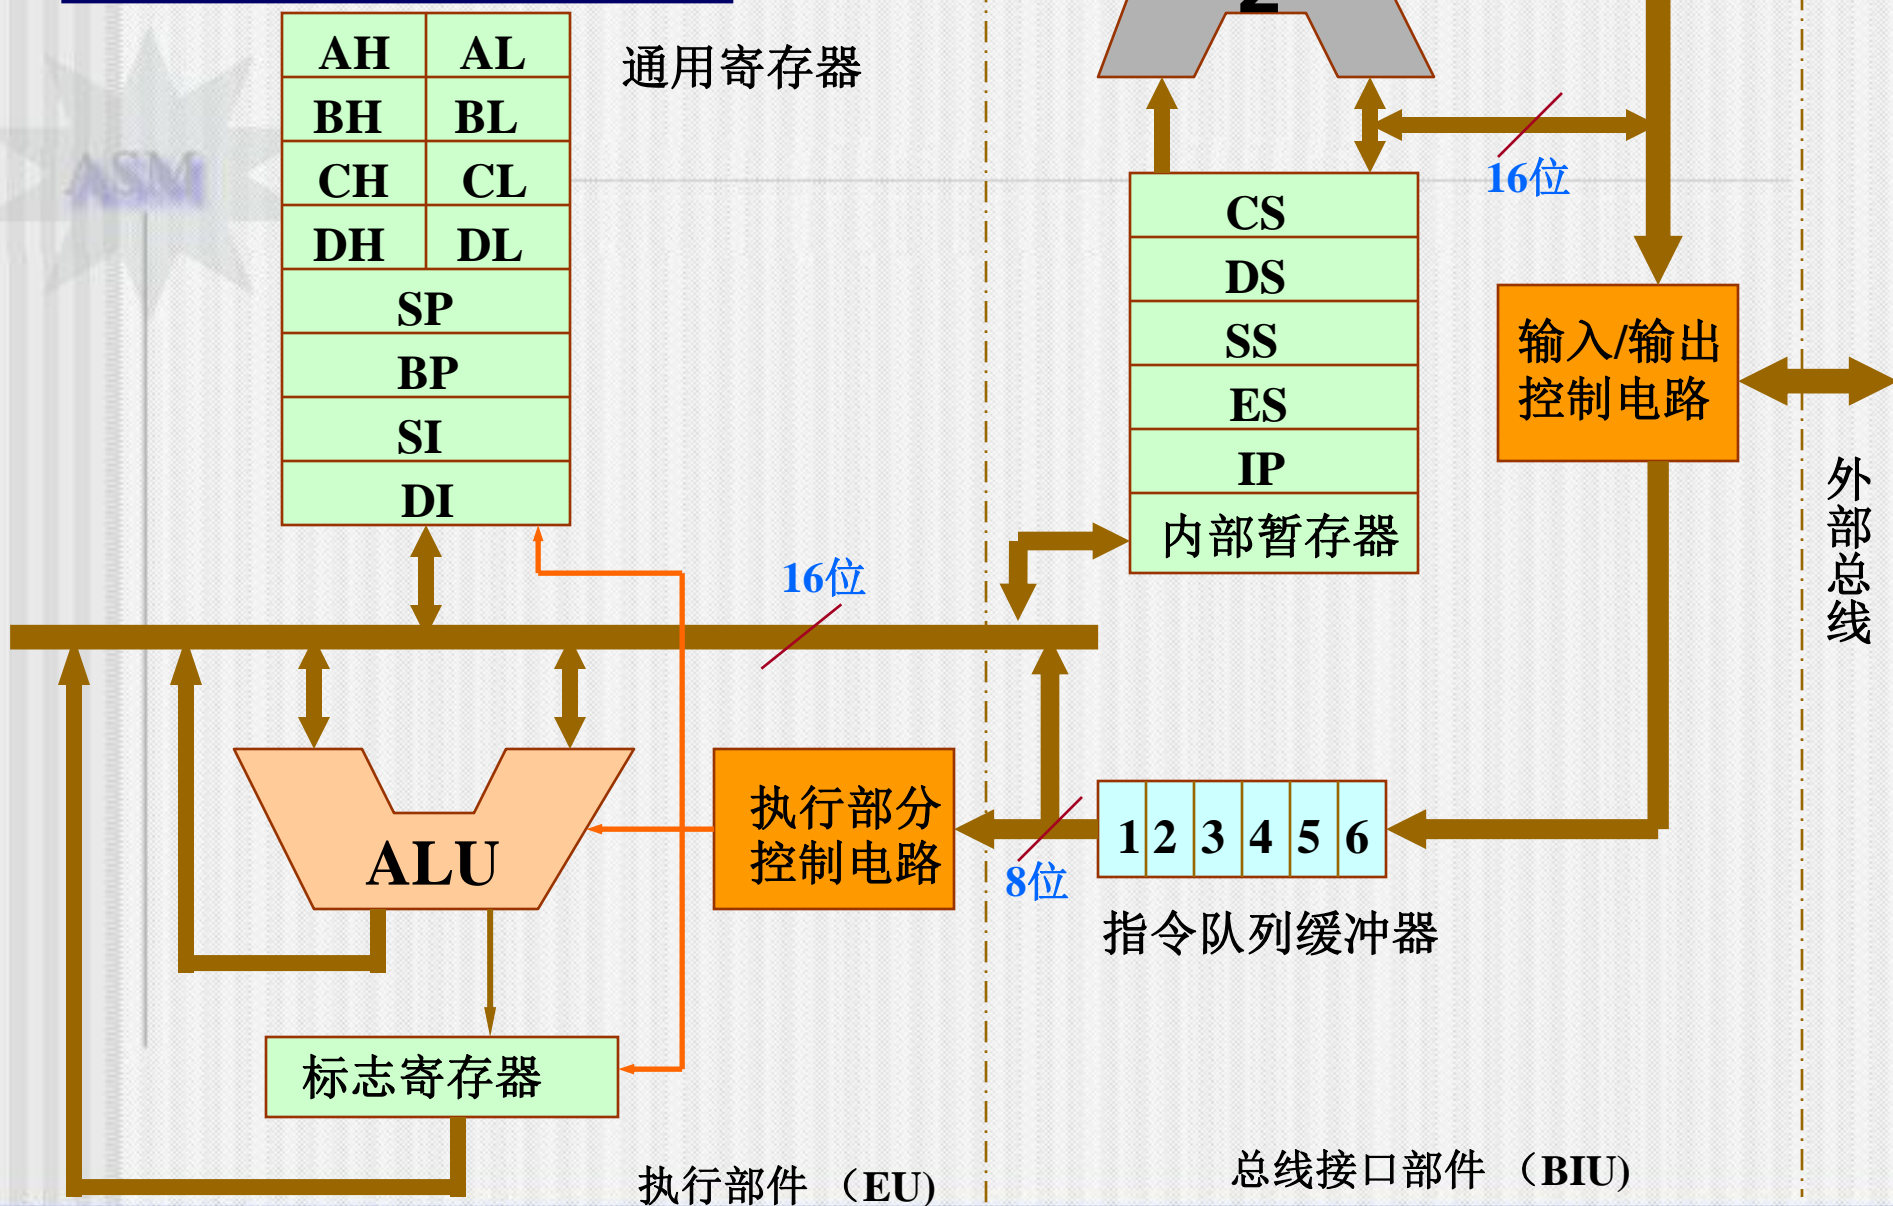 Σ
AH AL
BH BL
CH CL
DH DL
SP
BP
SI
DI
通用寄存器
ASM
16位
CS
DS
SS
ES
IP
内部暂存器
输入/输出
控制电路
外部总线
16位
ALU
执行部分
控制电路
8位
1 2 3 4 5 6
指令队列缓冲器
标志寄存器
执行部件 （EU)
总线接口部件 （BIU)